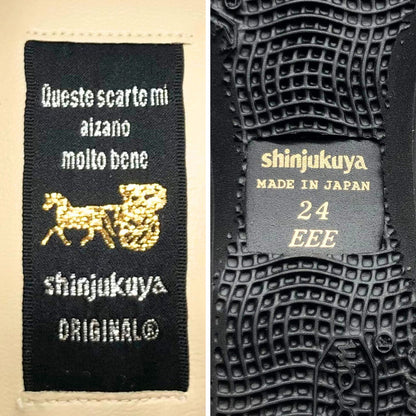 Queste scarte mi
aizano
molto bene
shinjukuya
ORIGINAL®
shinjukuya
MADE IN JAPAN
24
EEE